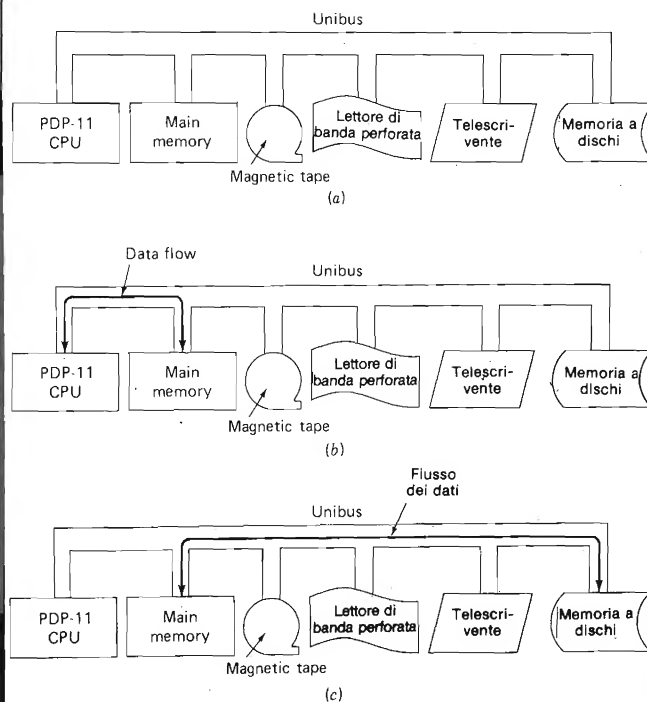 Unibus
PDP-11
CPU
Main
memory
Lettore di
banda perforata
Telescri-
vente
Memoria a
dischi
Magnetic tape
(a)
Data flow
Unibus
PDP-11
CPU
Main
memory
Lettore di
banda perforata
Telescri-
vente
Memoria a
dischi
Magnetic tape
(b)
Flusso
dei dati
Unibus
PDP-11
CPU
Main
memory
Lettore di
banda perforata
Telescri-
vente
Memoria a
dischi
Magnetic tape
(c)